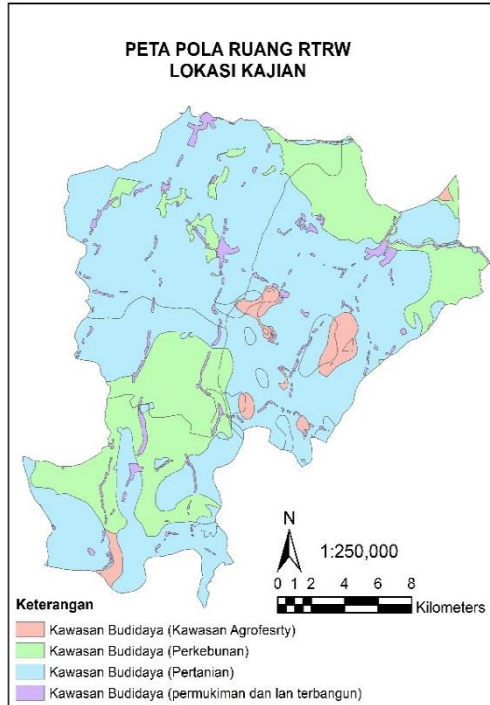 PETA POLA RUANG RTRW
LOKASI KAJIAN
N
1:250,000
0 1 2 4 6 8
Kilometers
Keterangan
Kawasan Budidaya (Kawasan Agrofesrty)
Kawasan Budidaya (Perkebunan)
Kawasan Budidaya (Pertanian)
Kawasan Budidaya (permukiman dan lan terbangun)